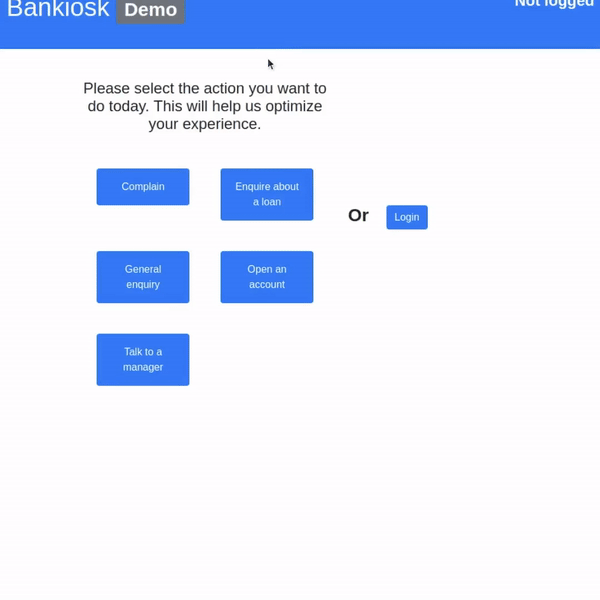 Bankiosk Demo
Not logged
Please select the action you want to
do today. This will help us optimize
your experience.
Complain
Enquire about
a loan
Or
Login
General
enquiry
Open an
account
Talk to a
manager